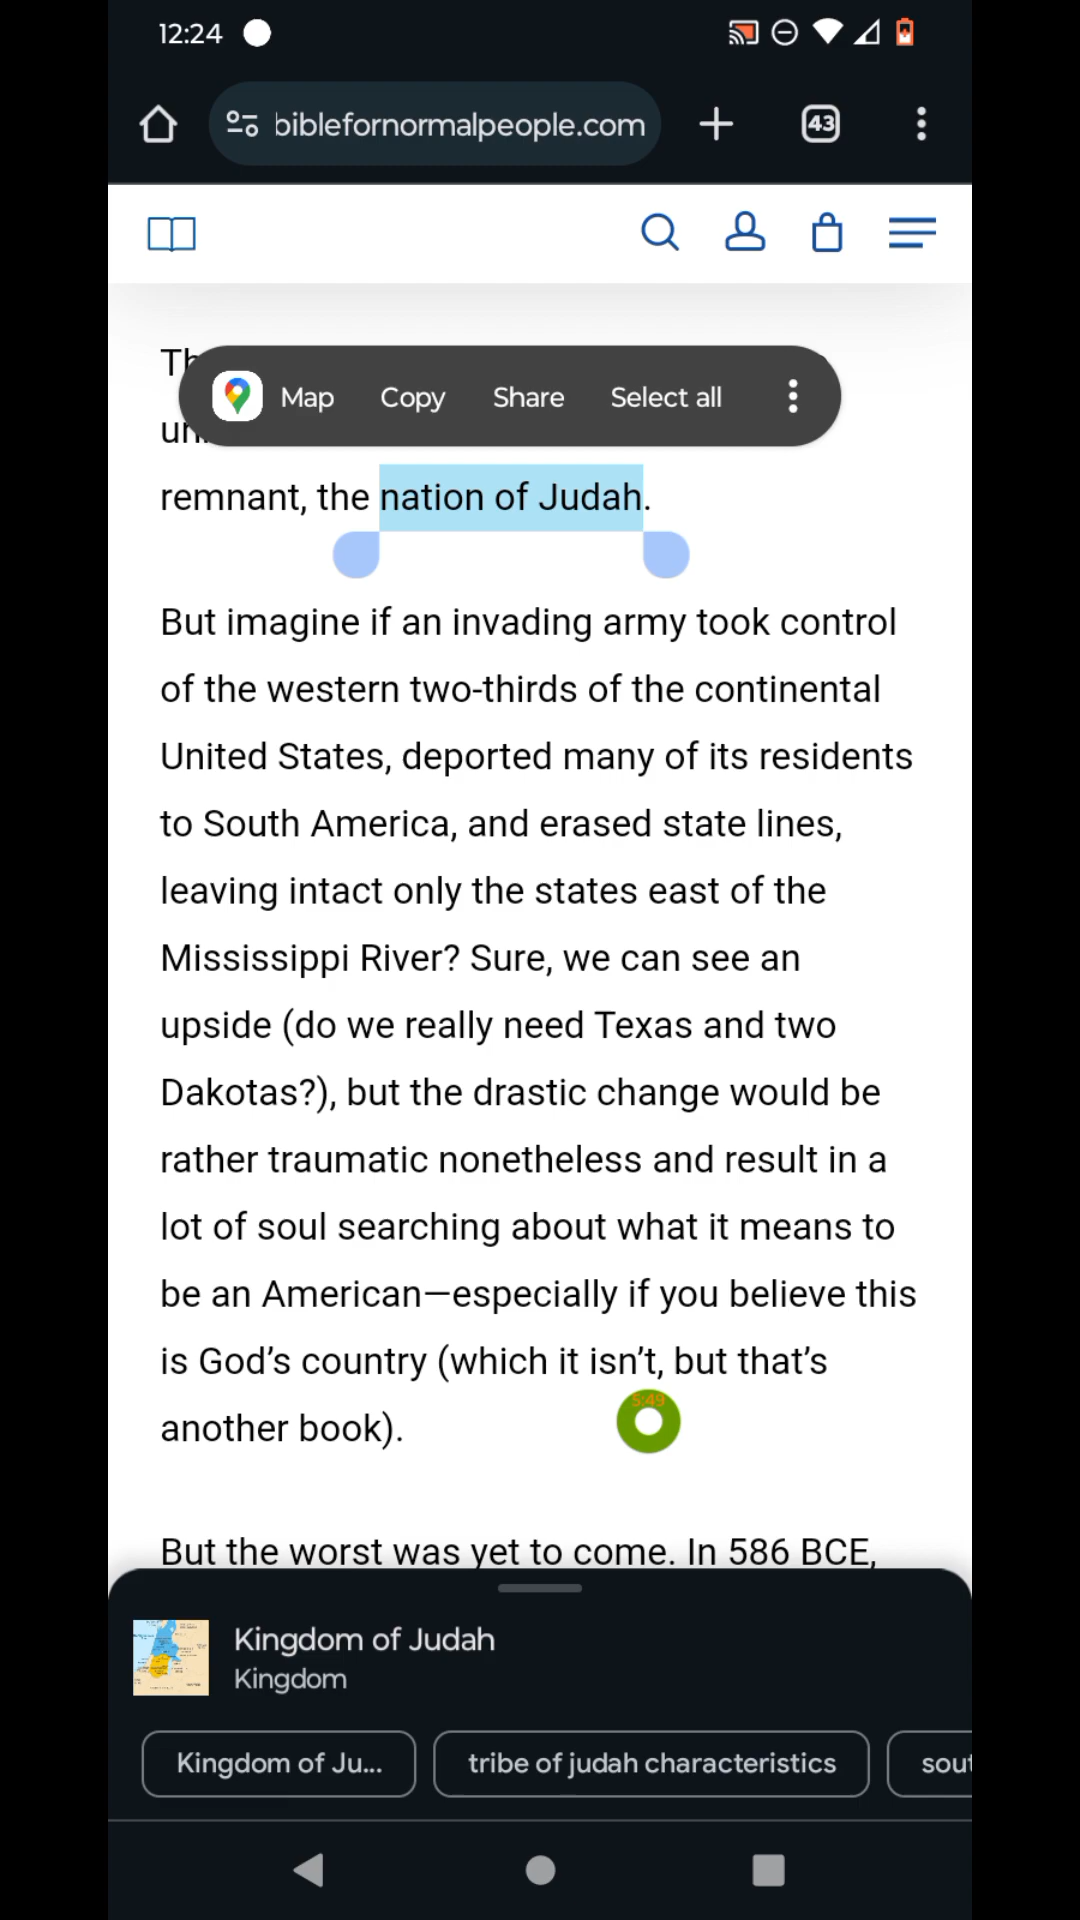 12:24
biblefornormalpeople.com
43
Map Copy Share Select all
remnant, the nation of Judah.
But imagine if an invading army took control
of the western two-thirds of the continental
United States, deported many of its residents
to South America, and erased state lines,
leaving intact only the states east of the
Mississippi River? Sure, we can see an
upside (do we really need Texas and two
Dakotas?), but the drastic change would be
rather traumatic nonetheless and result in a
lot of soul searching about what it means to
be an American—especially if you believe this
is God’s country (which it isn’t, but that’s
5:49
another book).
But the worst was yet to come. In 586 BCE,
Kingdom of Judah
Kingdom
Kingdom of Ju... tribe of judah characteristics